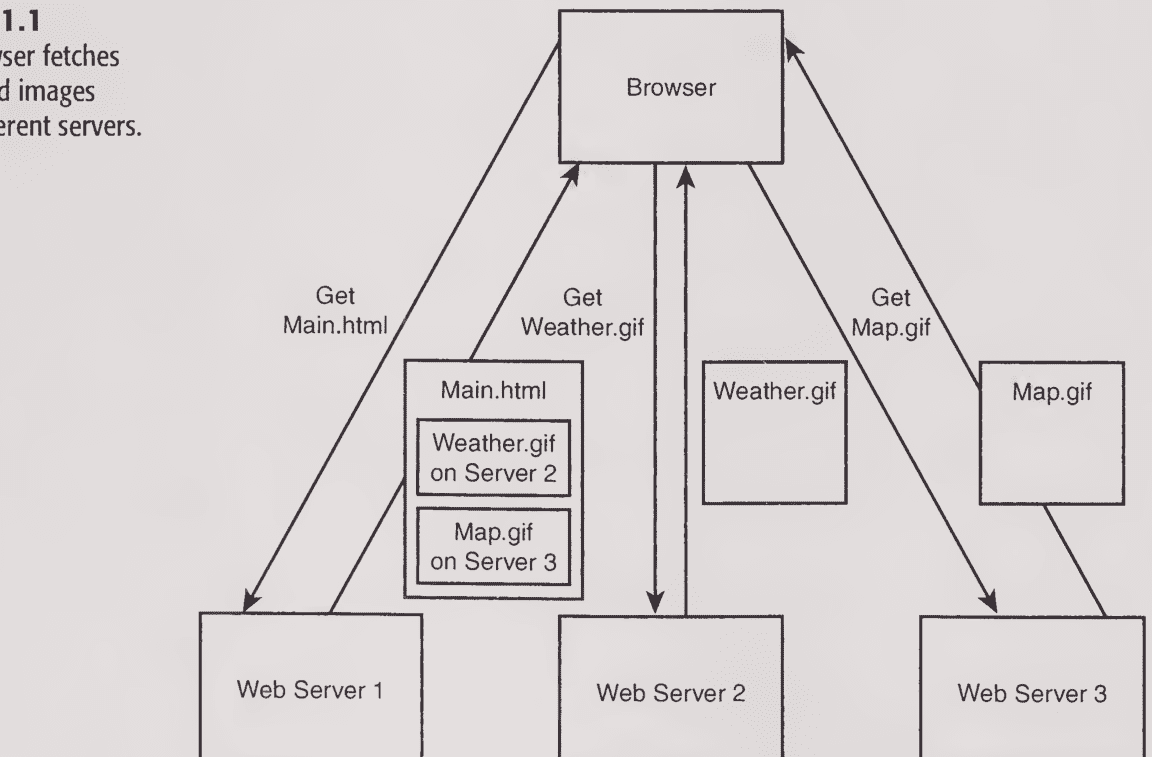 1.1
fetches
images
servers.
Browser
Get
Main.html
Get
Weather.gif
Get
Map.gif
Main.html
Weather.gif
on Server 2
Map.gif
on Server 3
Weather.gif
Map.gif
Web Server 1
Web Server 2
Web Server 3